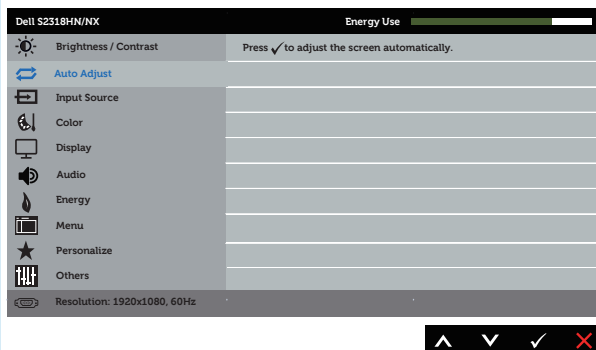 Dell S2318HN/NX Energy Use
Brightness / Contrast Press ✓to adjust the screen automatically.
Auto Adjust
Input Source
Color
Display
Audio
Energy
Menu
Personalize
Others
Resolution: 1920x1080, 60Hz